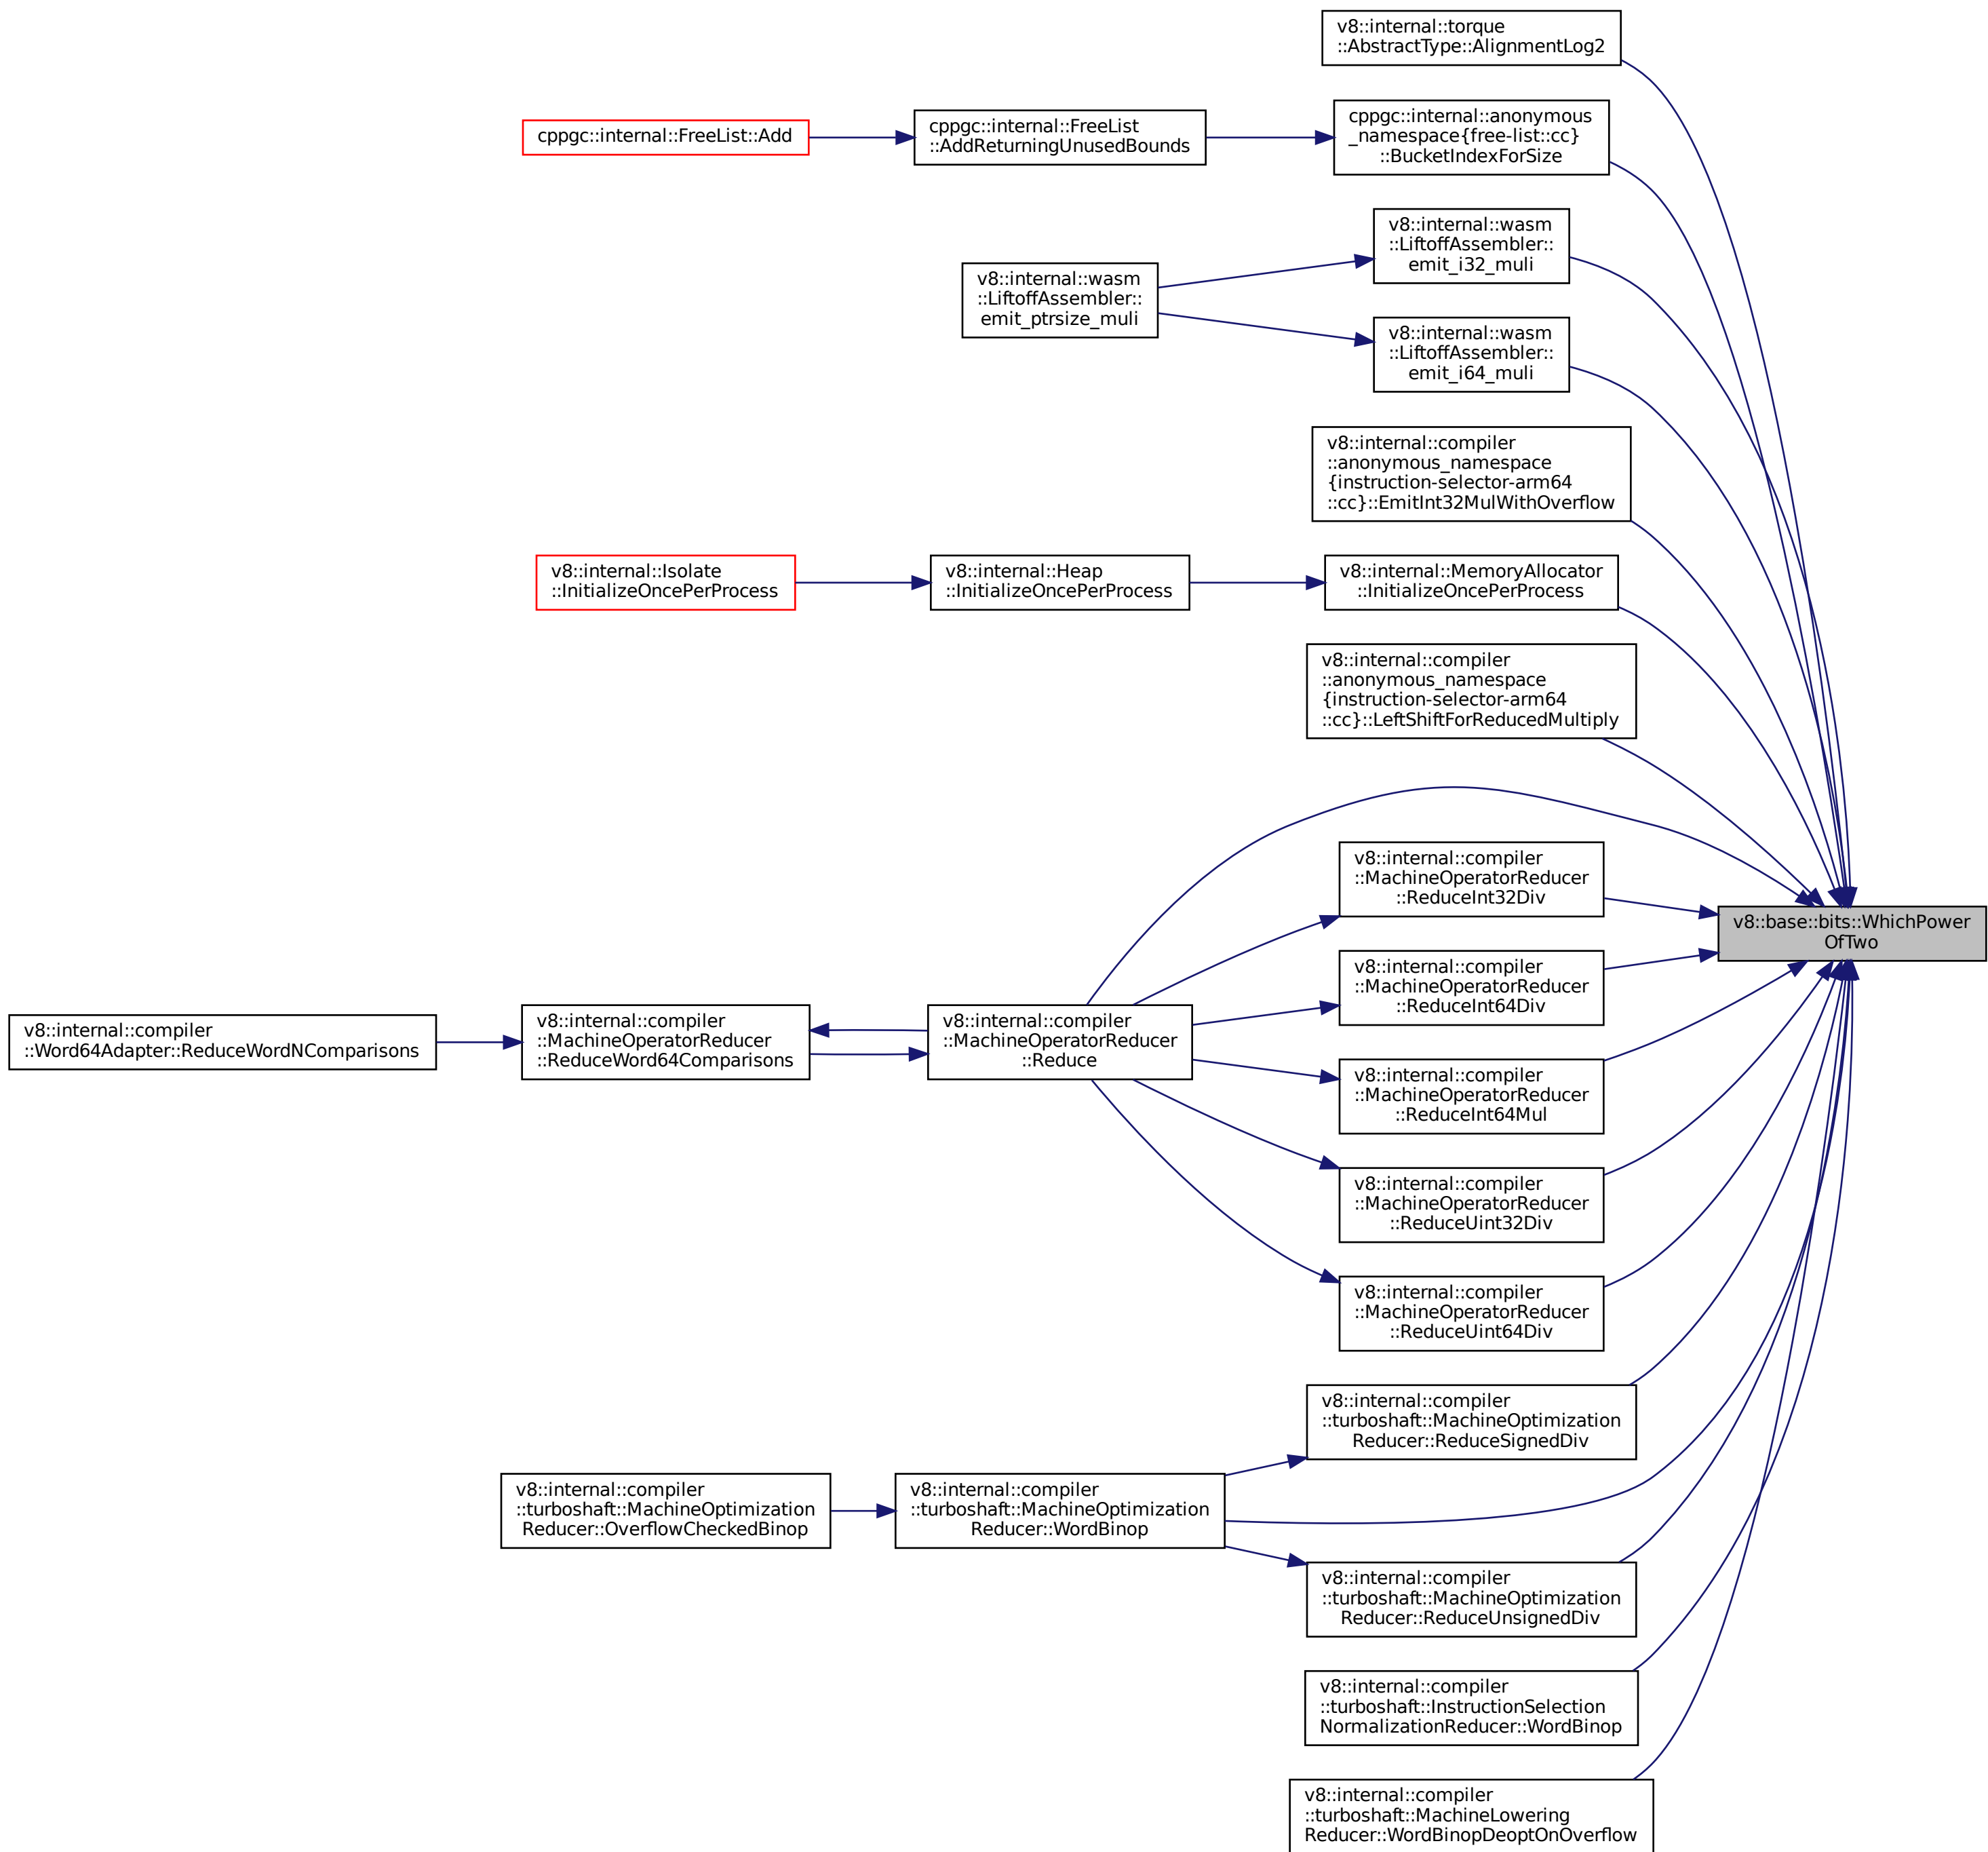 v8::internal::torque
::AbstractType::AlignmentLog2
cppgc::internal::FreeList::Add
cppgc::internal::FreeList
::AddReturningUnusedBounds
cppgc::internal::anonymous
_namespace{free-list::cc}
::BucketIndexForSize
v8::internal::wasm
::LiftoffAssembler::
emit_i32_muli
v8::internal::wasm
::LiftoffAssembler::
emit_ptrsize_muli
v8::internal::wasm
::LiftoffAssembler::
emit_i64_muli
v8::internal::compiler
::anonymous_namespace
{instruction-selector-arm64
::cc}::EmitInt32MulWithOverflow
v8::internal::Isolate
::InitializeOncePerProcess
v8::internal::Heap
::InitializeOncePerProcess
v8::internal::MemoryAllocator
::InitializeOncePerProcess
v8::internal::compiler
::anonymous_namespace
{instruction-selector-arm64
::cc}::LeftShiftForReducedMultiply
v8::internal::compiler
::MachineOperatorReducer
::ReduceInt32Div
v8::base::bits::WhichPower
OfTwo
v8::internal::compiler
::MachineOperatorReducer
::ReduceInt64Div
v8::internal::compiler
::Word64Adapter::ReduceWordNComparisons
v8::internal::compiler
::MachineOperatorReducer
::ReduceWord64Comparisons
v8::internal::compiler
::MachineOperatorReducer
::Reduce
v8::internal::compiler
::MachineOperatorReducer
::ReduceInt64Mul
v8::internal::compiler
::MachineOperatorReducer
::ReduceUint32Div
v8::internal::compiler
::MachineOperatorReducer
::ReduceUint64Div
v8::internal::compiler
::turboshaft::MachineOptimization
Reducer::ReduceSignedDiv
v8::internal::compiler
::turboshaft::MachineOptimization
Reducer::OverflowCheckedBinop
v8::internal::compiler
::turboshaft::MachineOptimization
Reducer::WordBinop
v8::internal::compiler
::turboshaft::MachineOptimization
Reducer::ReduceUnsignedDiv
v8::internal::compiler
::turboshaft::InstructionSelection
NormalizationReducer::WordBinop
v8::internal::compiler
::turboshaft::MachineLowering
Reducer::WordBinopDeoptOnOverflow